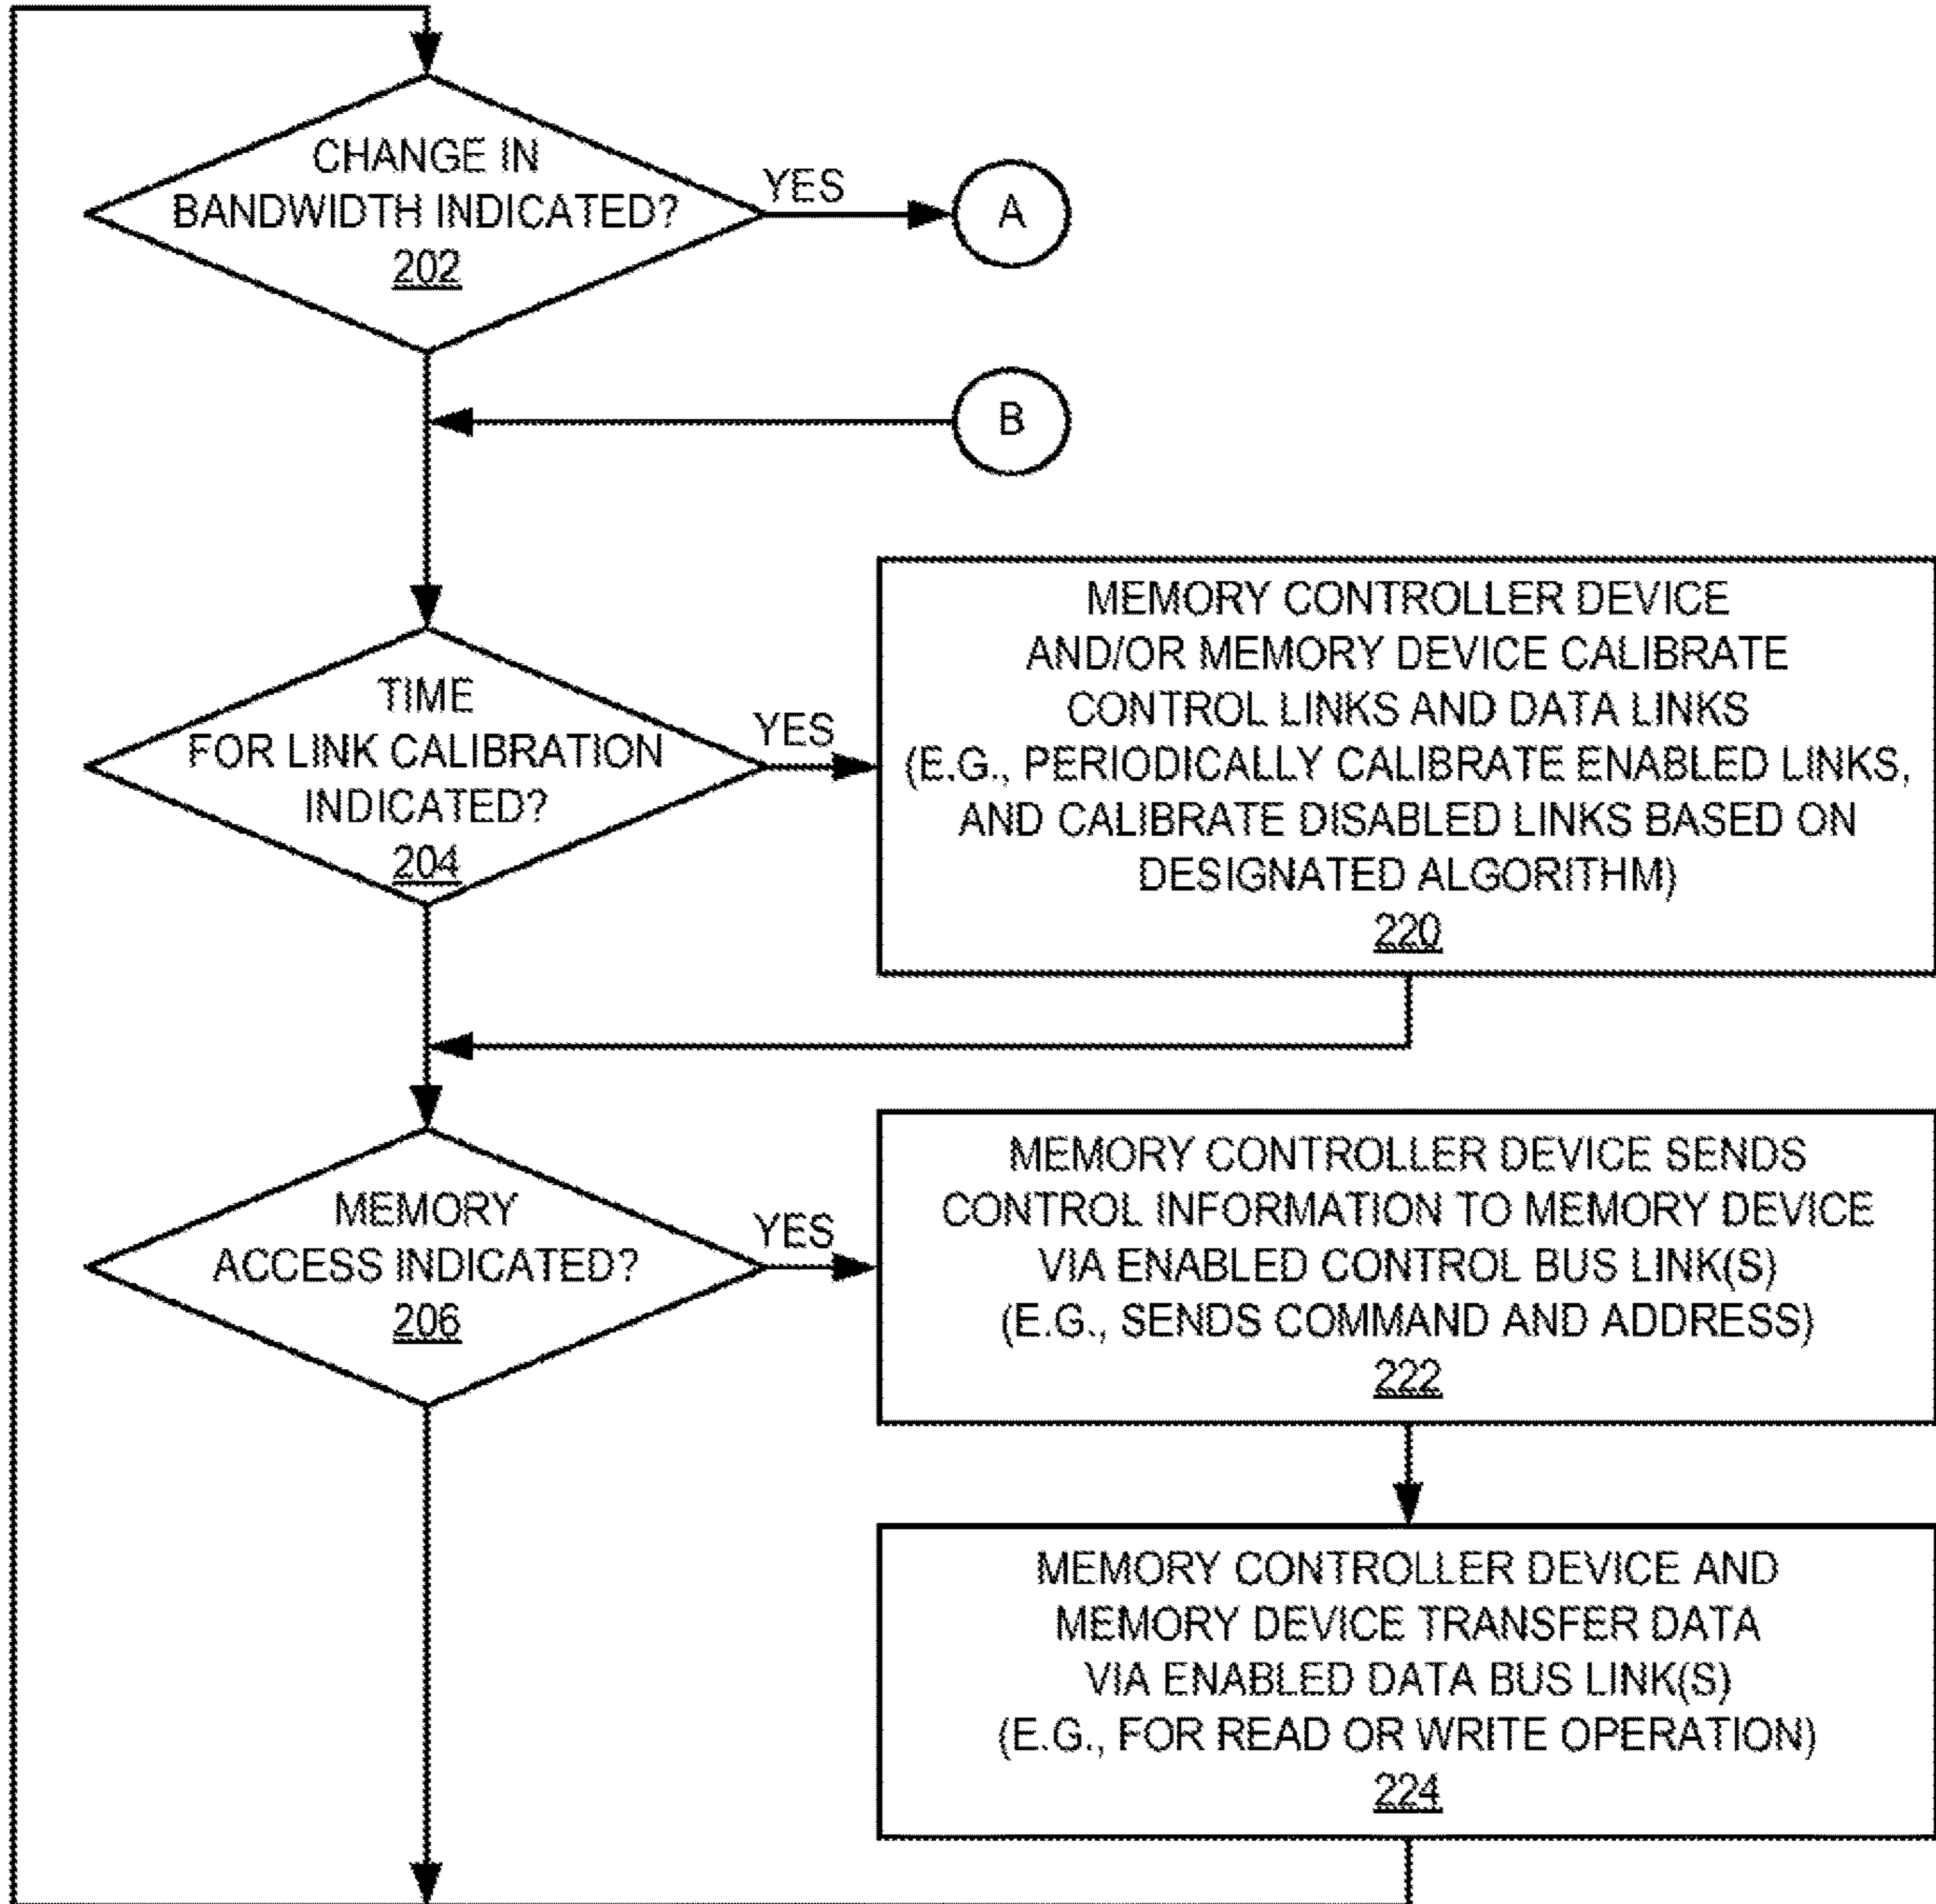 CHANGE IN
BANDWIDTH INDICATED?
202
YES
A
B
TIME
FOR LINK CALIBRATION
INDICATED?
204
YES
MEMORY CONTROLLER DEVICE
AND/OR MEMORY DEVICE CALIBRATE
CONTROL LINKS AND DATA LINKS
(E.G., PERIODICALLY CALIBRATE ENABLED LINKS,
AND CALIBRATE DISABLED LINKS BASED ON
DESIGNATED ALGORITHM)
220
MEMORY
ACCESS INDICATED?
206
YES
MEMORY CONTROLLER DEVICE SENDS
CONTROL INFORMATION TO MEMORY DEVICE
VIA ENABLED CONTROL BUS LINK(S)
(E.G., SENDS COMMAND AND ADDRESS)
222
MEMORY CONTROLLER DEVICE AND
MEMORY DEVICE TRANSFER DATA
VIA ENABLED DATA BUS LINK(S)
(E.G., FOR READ OR WRITE OPERATION)
224